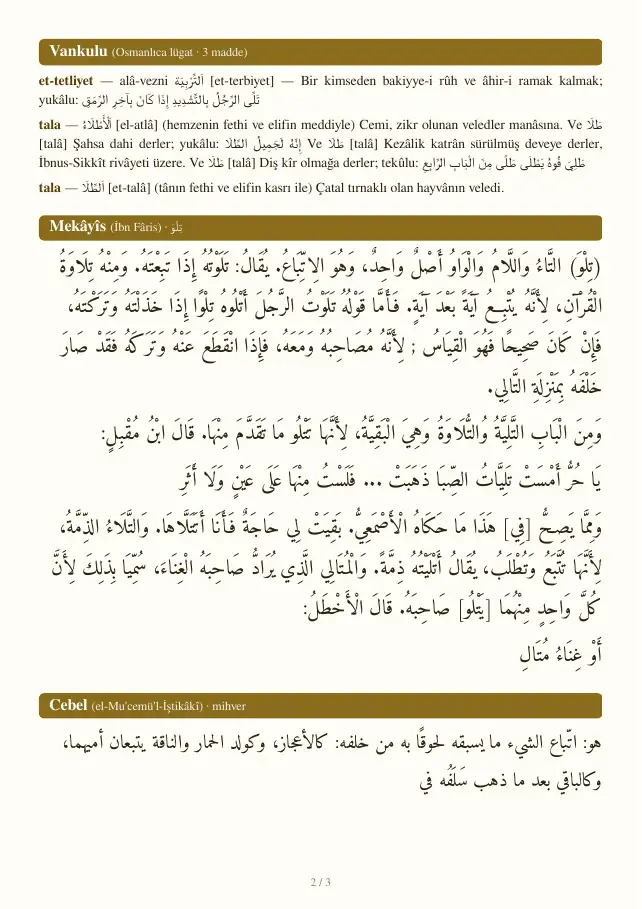 Vankulu (Osmanlıca lügat · 3 madde)
et-tetliyet — alâ-vezni اَلتَّرْبِيَة [et-terbiyet] — Bir kimseden bakiyye-i rûh ve âhir-i ramak kalmak;
yukâlu: تَلَّى الرَّجُلُ بِالتَّشْدِيدِ إِذَا كَانَ بِآخِرِ الرَّمَقِ
tala — اَلْأَطْلَاءُ [el-atlâ] (hemzenin fethi ve elifin meddiyle) Cemi, zikr olunan veledler manâsına. Ve طَلَا
[talâ] Şahsa dahi derler; yukâlu: إِنَّهُ لَجَمِيلُ الطَّلَا Ve طَلَا [talâ] Kezâlik katrân sürülmüş deveye derler,
İbnus-Sikkît rivâyeti üzere. Ve طَلَا [talâ] Diş kîr olmağa derler; tekûlu: طَلِيَ فُوهُ يَطْلَى طَلًى مِنَ الْبَابِ الرَّابِعِ
tala — اَلطَّلَا [et-talâ] (tânın fethi ve elifin kasrı ile) Çatal tırnaklı olan hayvânın veledi.
Mekâyîs (İbn Fâris) · تِلْوَ
(تِلْوَ) التَّاءُ وَاللَّامُ وَالْوَاوُ أَصْلٌ وَاحِدٌ، وَهُوَ الِاتِّبَاعُ. يُقَالُ: تَلَوْتُهُ إِذَا تَبِعْتَهُ. وَمِنْهُ تِلَاوَةُ
الْقُرْآنِ، لِأَنَّهُ يُتْبِعُ آيَةً بَعْدَ آيَةٍ. فَأَمَّا قَوْلُهُ تَلَوْتُ الرَّجُلَ أَتْلُوهُ تِلْوًا إِذَا خَذَلْتَهُ وَتَرَكْتَهُ،
فَإِنْ كَانَ صَحِيحًا فَهُوَ الْقِيَاسُ ; لِأَنَّهُ مُصَاحِبُهُ وَمَعَهُ، فَإِذَا انْقَطَعَ عَنْهُ وَتَرَكَهُ فَقَدْ صَارَ
خَلْفَهُ بِمَنْزِلَةِ التَّالِي.
وَمِنَ الْبَابِ التَّلِيَّةُ وَالتُّلَاوَةُ وَهِيَ الْبَقِيَّةُ، لِأَنَّهَا تَتْلُو مَا تَقَدَّمَ مِنْهَا. قَالَ ابْنُ مُقْبِلٍ:
يَا حُرُّ أَمْسَتْ تَلِيَّاتُ الصِّبَا ذَهَبَتْ ... فَلَسْتُ مِنْهَا عَلَى عَيْنٍ وَلَا أَثَرِ
وَمِمَّا يَصِحُّ [فِي] هَذَا مَا حَكَاهُ الْأَصْمَعِيُّ. بَقِيَتْ لِي حَاجَةٌ فَأَنَا أَتَتَلَّاهَا. وَالتَّلَاءُ الذِّمَّةُ،
لِأَنَّهَا تُتَّبَعُ وَتُطْلَبُ، يُقَالُ أَتْلَيْتُهُ ذِمَّةً. وَالْمُتَالِي الَّذِي يُرَادُّ صَاحِبَهُ الْغِنَاءَ، سُمِّيَا بِذَلِكَ لِأَنَّ
كُلَّ وَاحِدٍ مِنْهُمَا [يَتْلُو] صَاحِبَهُ. قَالَ الْأَخْطَلُ:
أَوْ غِنَاءُ مُتَالِ
Cebel (el-Mu'cemü'l-İştikâkî) · mihver
هو: اتّباع الشيء ما يسبقه لحوقًا به من خلفه: كالأعجاز، وكولد الحمار والناقة يتبعان أميهما،
وكالباقي بعد ما ذهب سَلَفُه في
2 / 3